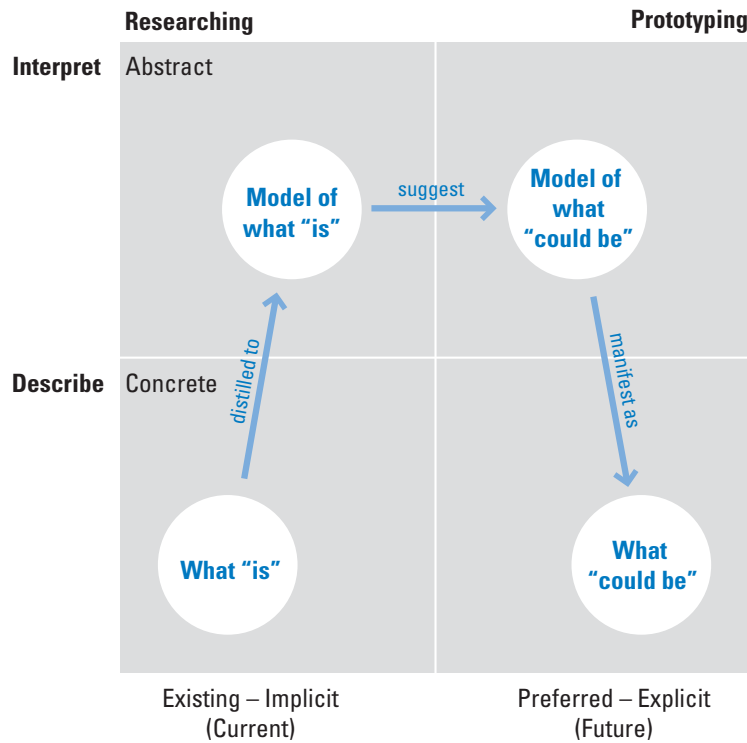 Researching
Prototyping
Interpret
Abstract
Model of
what “is”
suggest
Model of
what
“could be”
distilled to
manifest as
Describe
Concrete
What “is”
What
“could be”
Existing – Implicit
(Current)
Preferred – Explicit
(Future)